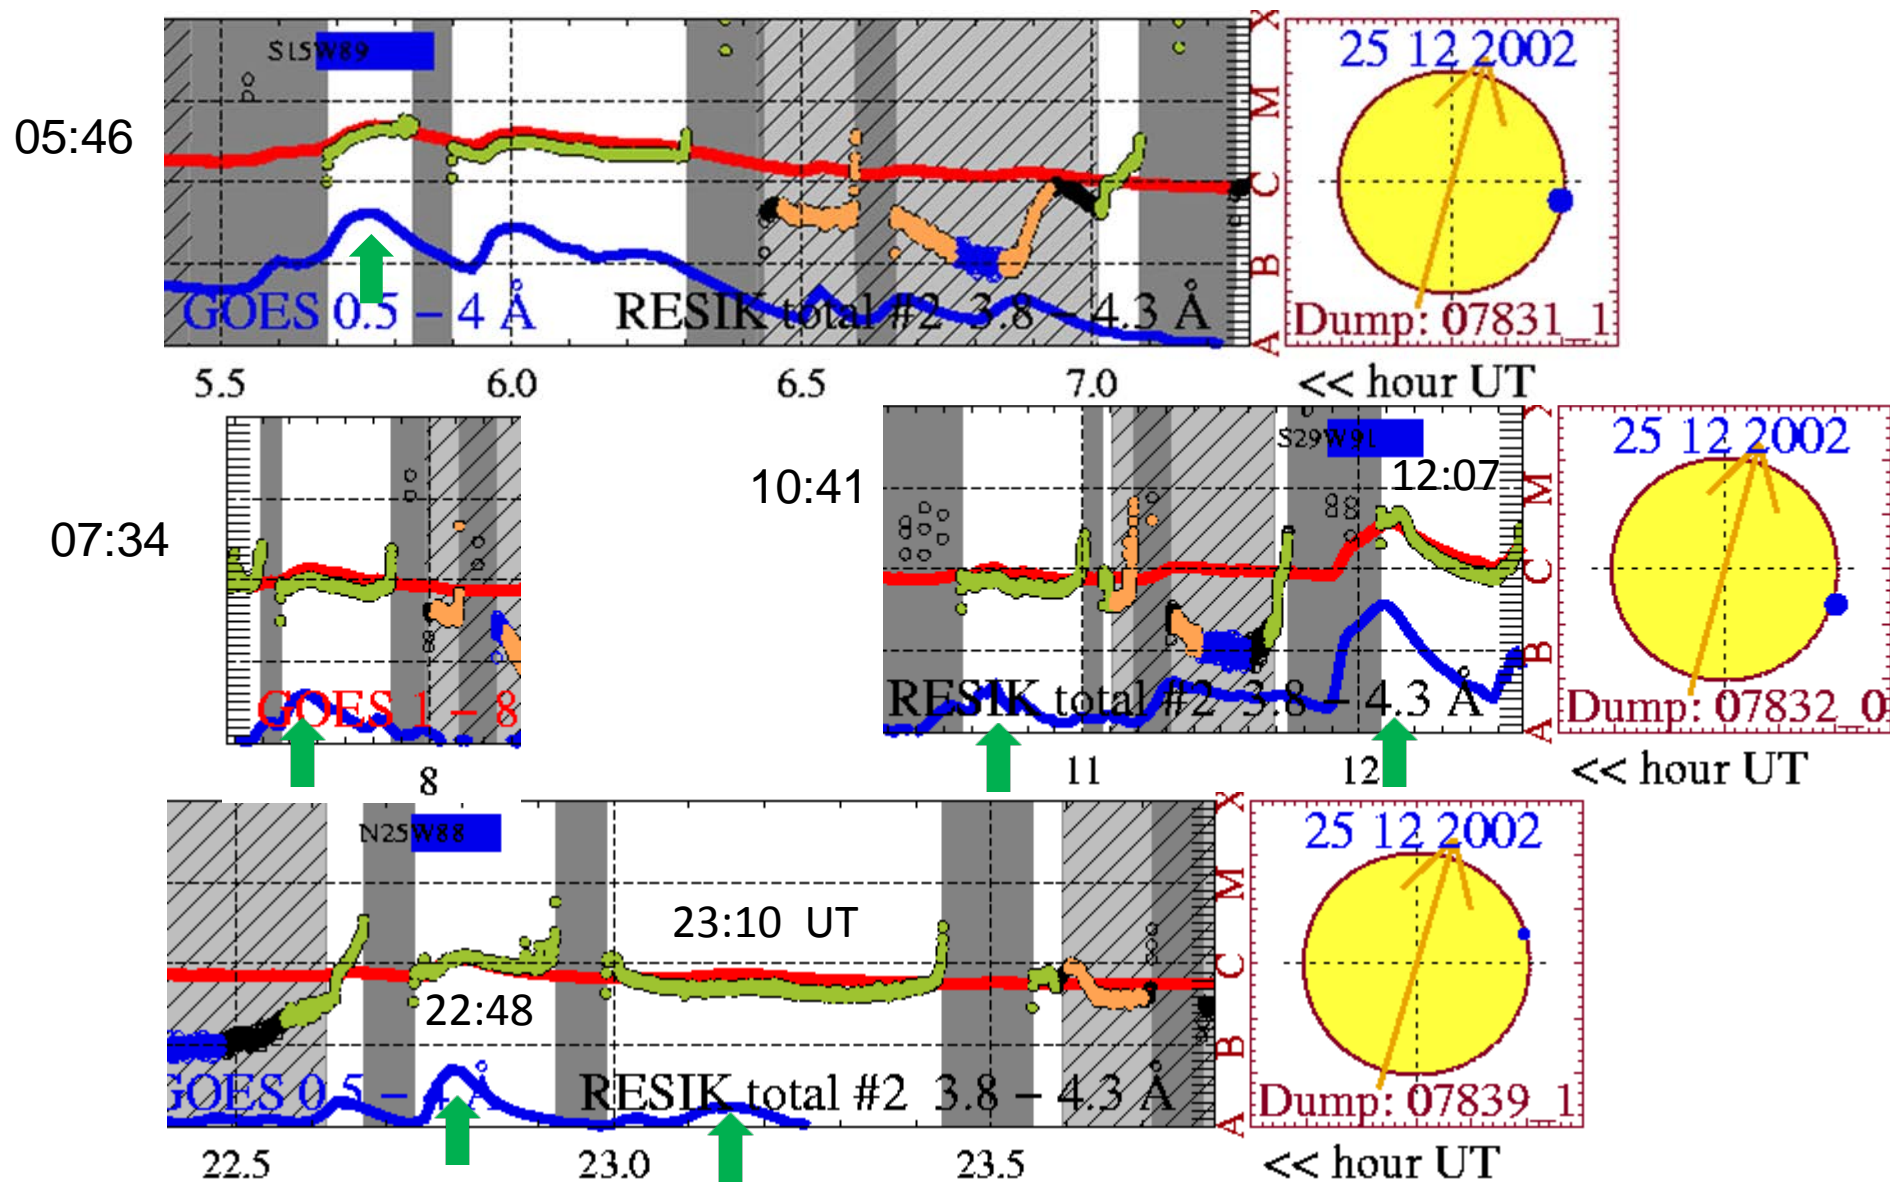 S15W89
X
25 12 2002
05:46
M
C
B
GOES 0.5 – 4 Å
RESIK total #2 3.8 – 4.3 Å
A
Dump: 07831_1
5.5
6.0
6.5
7.0
<< hour UT
07:34
GOES 1 – 8
8
10:41
S29W91
12:07
M
C
B
A
25 12 2002
RESIK total #2 3.8 – 4.3 Å
Dump: 07832_0
11
12
<< hour UT
N25W88
X
25 12 2002
M
23:10 UT
C
22:48
B
GOES 0.5 – 4 Å
RESIK total #2 3.8 – 4.3 Å
A
Dump: 07839_1
22.5
23.0
23.5
<< hour UT